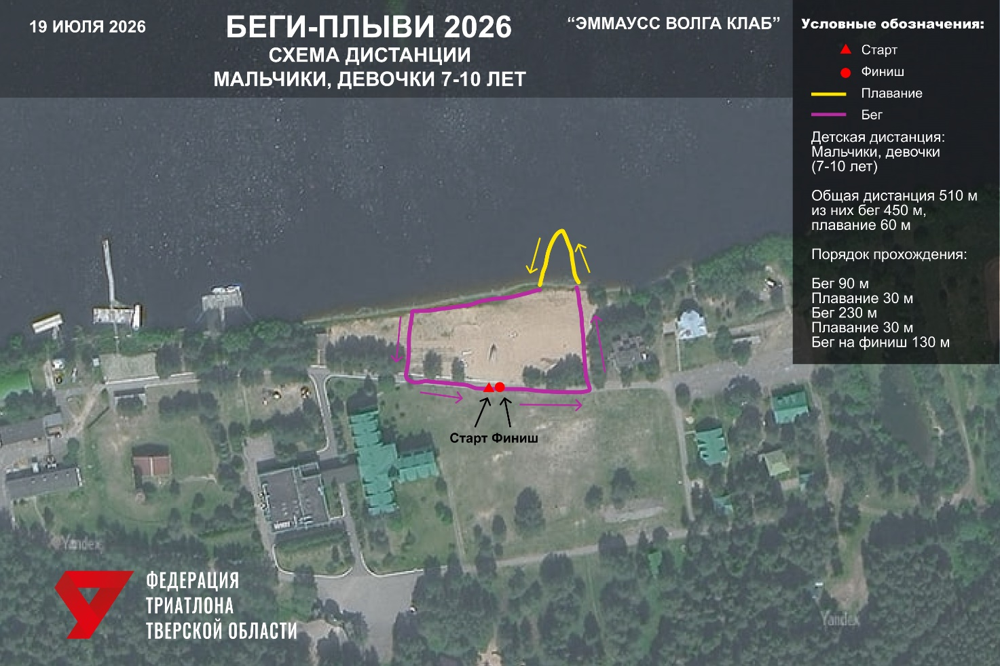 19 ИЮЛЯ 2026
БЕГИ-ПЛЫВИ 2026
СХЕМА ДИСТАНЦИИ
МАЛЬЧИКИ, ДЕВОЧКИ 7-10 ЛЕТ
“ЭММАУСС ВОЛГА КЛАБ”
Условные обозначения:
Старт
Финиш
Плавание
Бег
Детская дистанция:
Мальчики, девочки
(7-10 лет)
Общая дистанция 510 м
из них бег 450 м,
плавание 60 м
Порядок прохождения:
Бег 90 м
Плавание 30 м
Бег 230 м
Плавание 30 м
Бег на финиш 130 м
Старт Финиш
Yandex
Yandex
ФЕДЕРАЦИЯ
ТРИАТЛОНА
ТВЕРСКОЙ ОБЛАСТИ